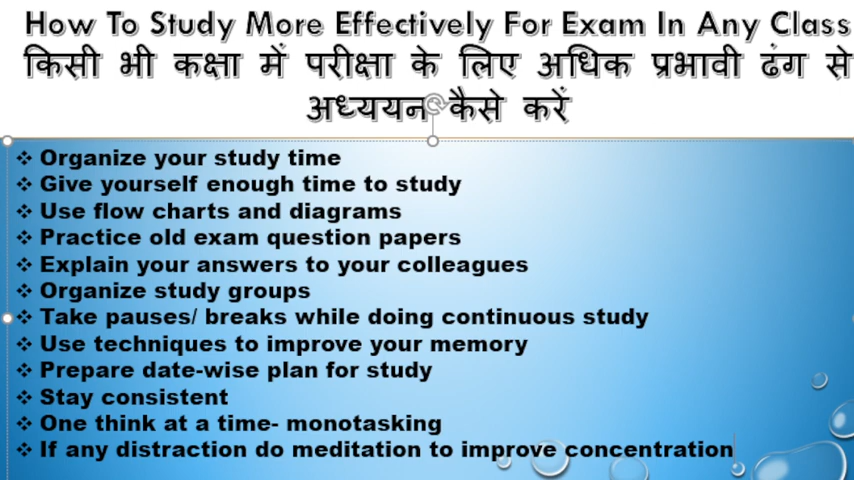 How To Study More Effectively For Exam In Any Class
किसी भी कक्षा में परीक्षा के लिए अधिक प्रभावी ढंग से
अध्ययन कैसे करें
❖ Organize your study time
❖ Give yourself enough time to study
❖ Use flow charts and diagrams
❖ Practice old exam question papers
❖ Explain your answers to your colleagues
❖ Organize study groups
❖ Take pauses/ breaks while doing continuous study
❖ Use techniques to improve your memory
❖ Prepare date-wise plan for study
❖ Stay consistent
❖ One think at a time- monotasking
❖ If any distraction do meditation to improve concentration